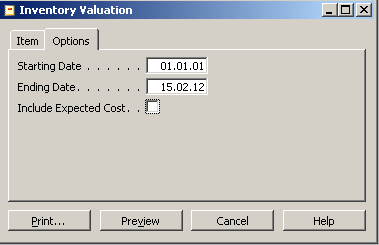 Inventory Valuation
Item Options
Starting Date . . . . . . 01.01.01
Ending Date . . . . . . . 15.02.12
Include Expected Cost . .
Print... Preview Cancel Help